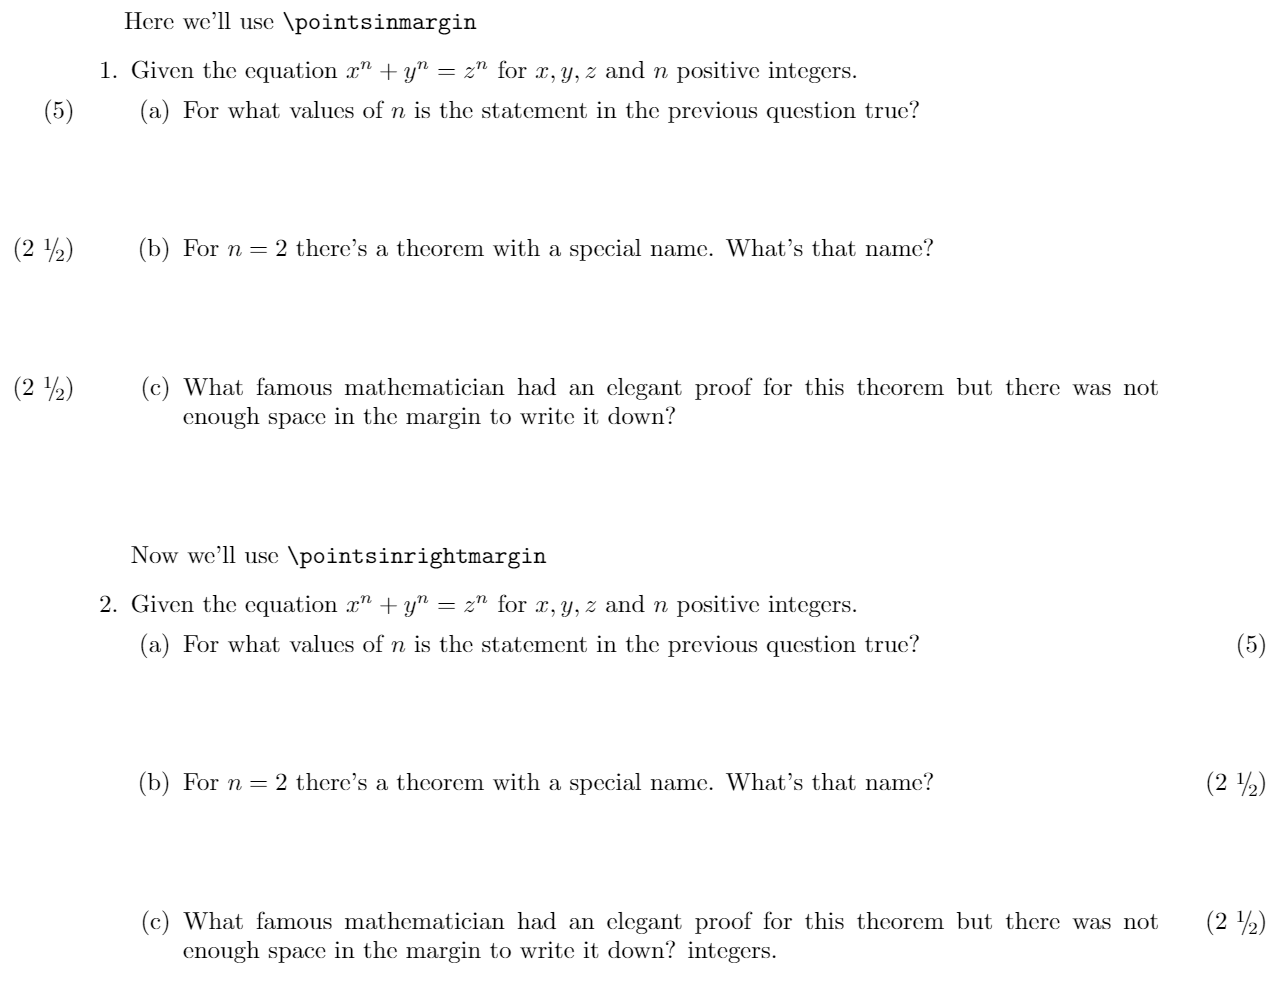 Here we'll use \pointsinmargin
1. Given the equation xⁿ + yⁿ = zⁿ for x, y, z and n positive integers.
(5) (a) For what values of n is the statement in the previous question true?
(2 ½) (b) For n = 2 there's a theorem with a special name. What's that name?
(2 ½) (c) What famous mathematician had an elegant proof for this theorem but there was not
enough space in the margin to write it down?
Now we'll use \pointsinrightmargin
2. Given the equation xⁿ + yⁿ = zⁿ for x, y, z and n positive integers.
(a) For what values of n is the statement in the previous question true? (5)
(b) For n = 2 there's a theorem with a special name. What's that name? (2 ½)
(c) What famous mathematician had an elegant proof for this theorem but there was not (2 ½)
enough space in the margin to write it down? integers.